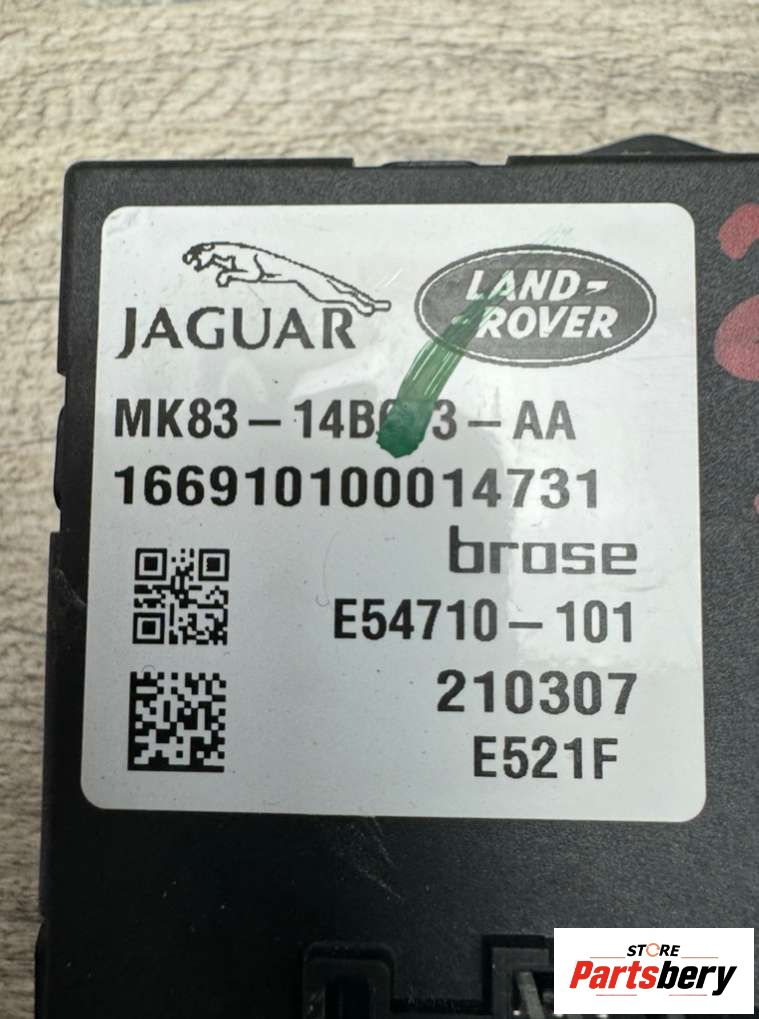 JAGUAR
LAND-
-ROVER
MK83-14B 3-AA
166910100014731
brose
E54710-101
210307
E521F
STORE
Partsbery